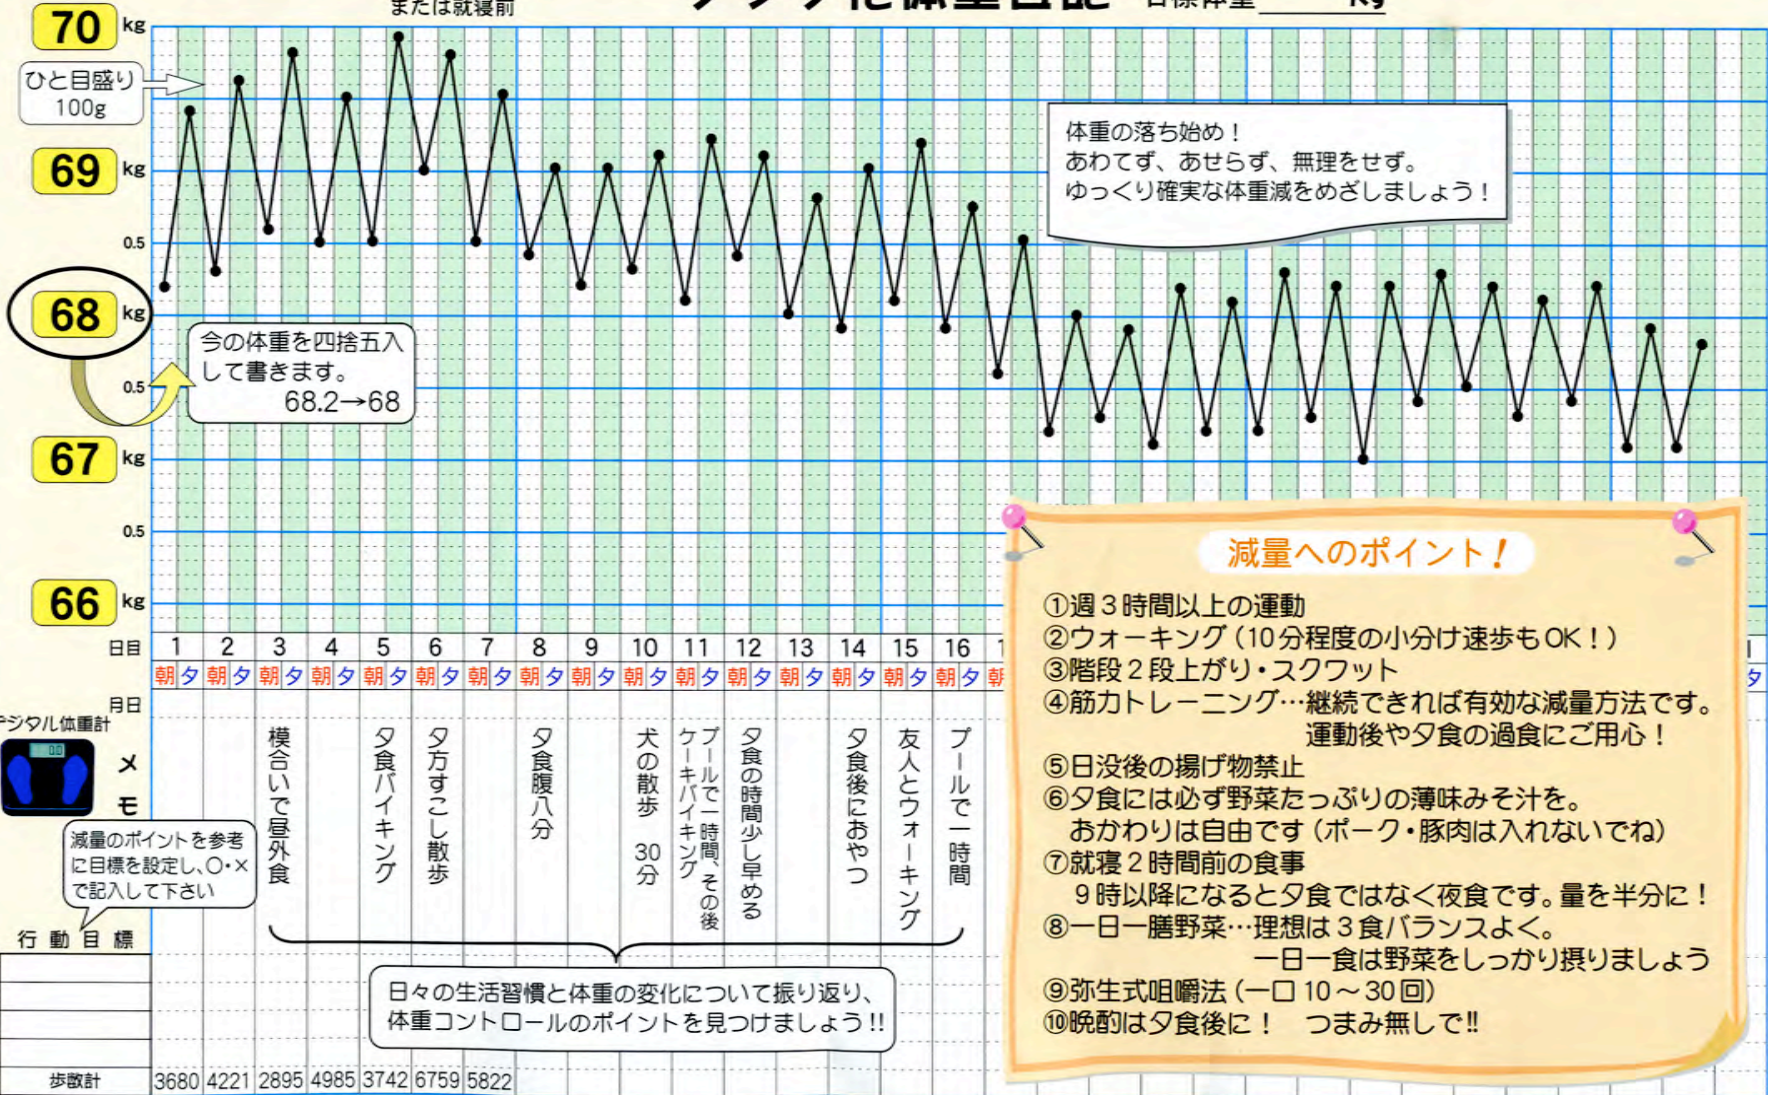 または就寝前
目標体重 kg
70 kg
ひと目盛り
100g
69 kg
0.5
68 kg
今の体重を四捨五入
して書きます。
68.2→68
0.5
67 kg
0.5
66 kg
体重の落ち始め！
あわてず、あせらず、無理をせず。
ゆっくり確実な体重減をめざしましょう！
減量へのポイント！
①週３時間以上の運動
②ウォーキング（10分程度の小分け速歩もOK！）
③階段２段上がり・スクワット
④筋力トレーニング…継続できれば有効な減量方法です。
運動後や夕食の過食にご用心！
⑤日没後の揚げ物禁止
⑥夕食には必ず野菜たっぷりの薄味みそ汁を。
おかわりは自由です（ポーク・豚肉は入れないでね）
⑦就寝２時間前の食事
９時以降になると夕食ではなく夜食です。量を半分に！
⑧一日一膳野菜…理想は３食バランスよく。
一日一食は野菜をしっかり摂りましょう
⑨弥生式咀嚼法（一口10～30回）
⑩晩酌は夕食後に！　つまみ無しで!!
日目 1 2 3 4 5 6 7 8 9 10 11 12 13 14 15 16
朝 夕 朝 夕 朝 夕 朝 夕 朝 夕 朝 夕 朝 夕 朝 夕 朝 夕 朝 夕 朝 夕 朝 夕 朝 夕 朝 夕 朝 夕 朝 夕 朝 夕
月日
デジタル体重計
メモ
模合いで昼外食
夕食バイキング
夕方すこし散歩
夕食腹八分
犬の散歩　30分
プールで一時間、その後
ケーキバイキング
夕食の時間少し早める
夕食後におやつ
友人とウォーキング
プールで一時間
減量のポイントを参考
に目標を設定し、○・×
で記入して下さい
行動目標
日々の生活習慣と体重の変化について振り返り、
体重コントロールのポイントを見つけましょう!!
歩数計 3680 4221 2895 4985 3742 6759 5822